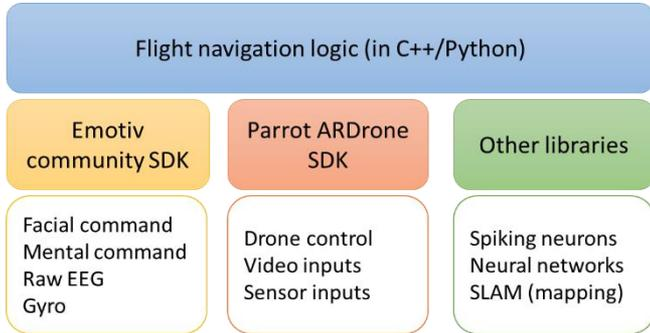 Flight navigation logic (in C++/Python)
Emotiv
community SDK
Parrot ARDrone
SDK
Other libraries
Facial command
Mental command
Raw EEG
Gyro
Drone control
Video inputs
Sensor inputs
Spiking neurons
Neural networks
SLAM (mapping)